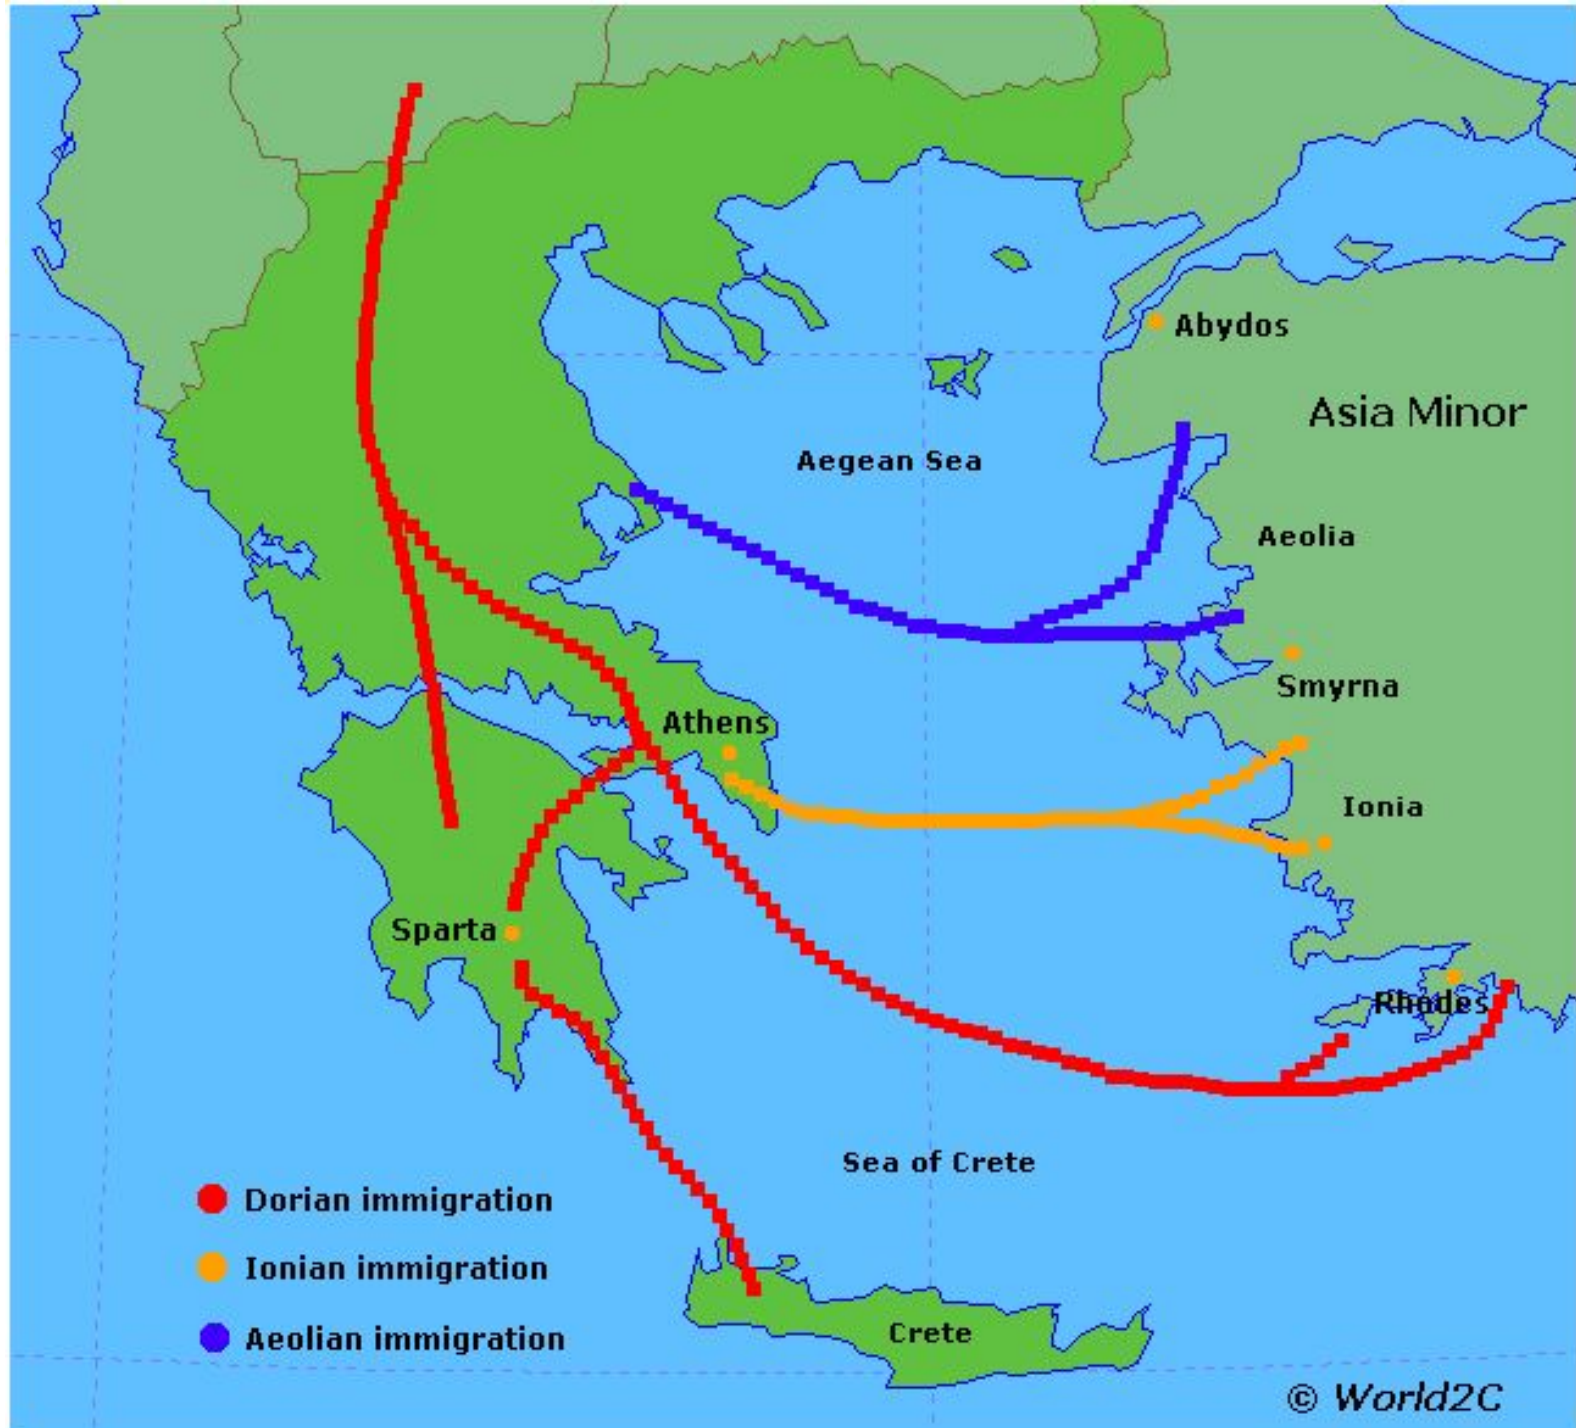 Abydos
Asia Minor
Aegean Sea
Aeolia
Smyrna
Athens
Ionia
Sparta
Rhodes
Sea of Crete
Dorian immigration
Ionian immigration
Aeolian immigration
Crete
© World2C